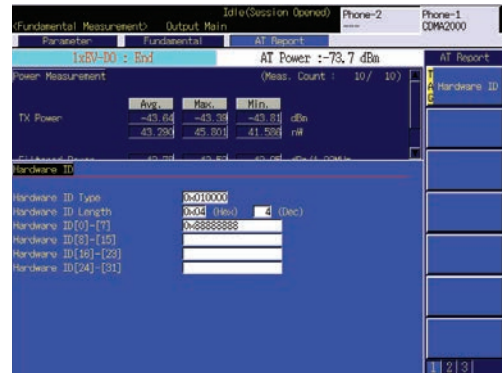 Idle(Session Opened)
Phone-2
Phone-1
<Fundamental Measurement> Output Main
----
CDMA2000
Parameter Fundamental AT Report
1xEV-DO : End AT Power :-73.7 dBm
AT Report
Power Measurement (Meas. Count : 10/ 10)
TAG
Hardware ID
Avg. Max. Min.
TX Power -43.64 -43.39 -43.81 dBm
43.290 45.801 41.586 nW
Hardware ID
Hardware ID Type 0x010000
Hardware ID Length 0x04 (Hex) 4 (Dec)
Hardware ID[0]-[7] 0x88888888
Hardware ID[8]-[15]
Hardware ID[16]-[23]
Hardware ID[24]-[31]
1 2 3